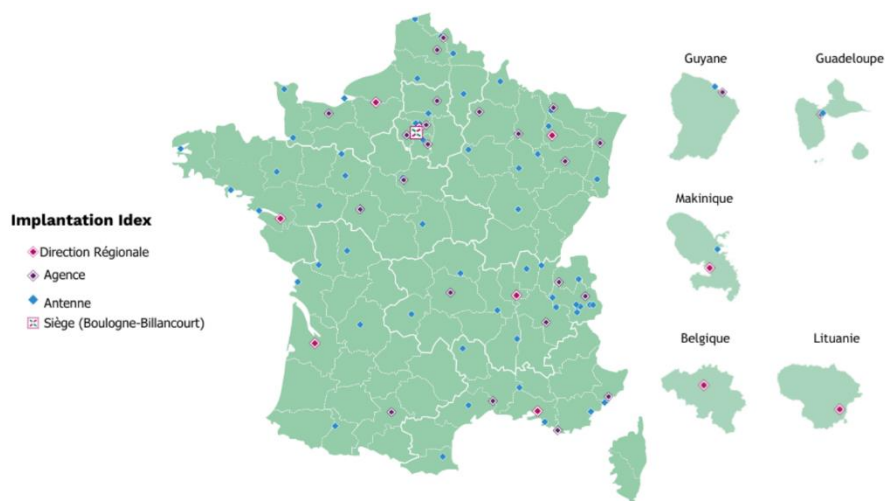 Guyane
Guadeloupe
Makinique
Implantation Idex
Direction Régionale
Agence
Antenne
Siège (Boulogne-Billancourt)
Belgique
Lituanie